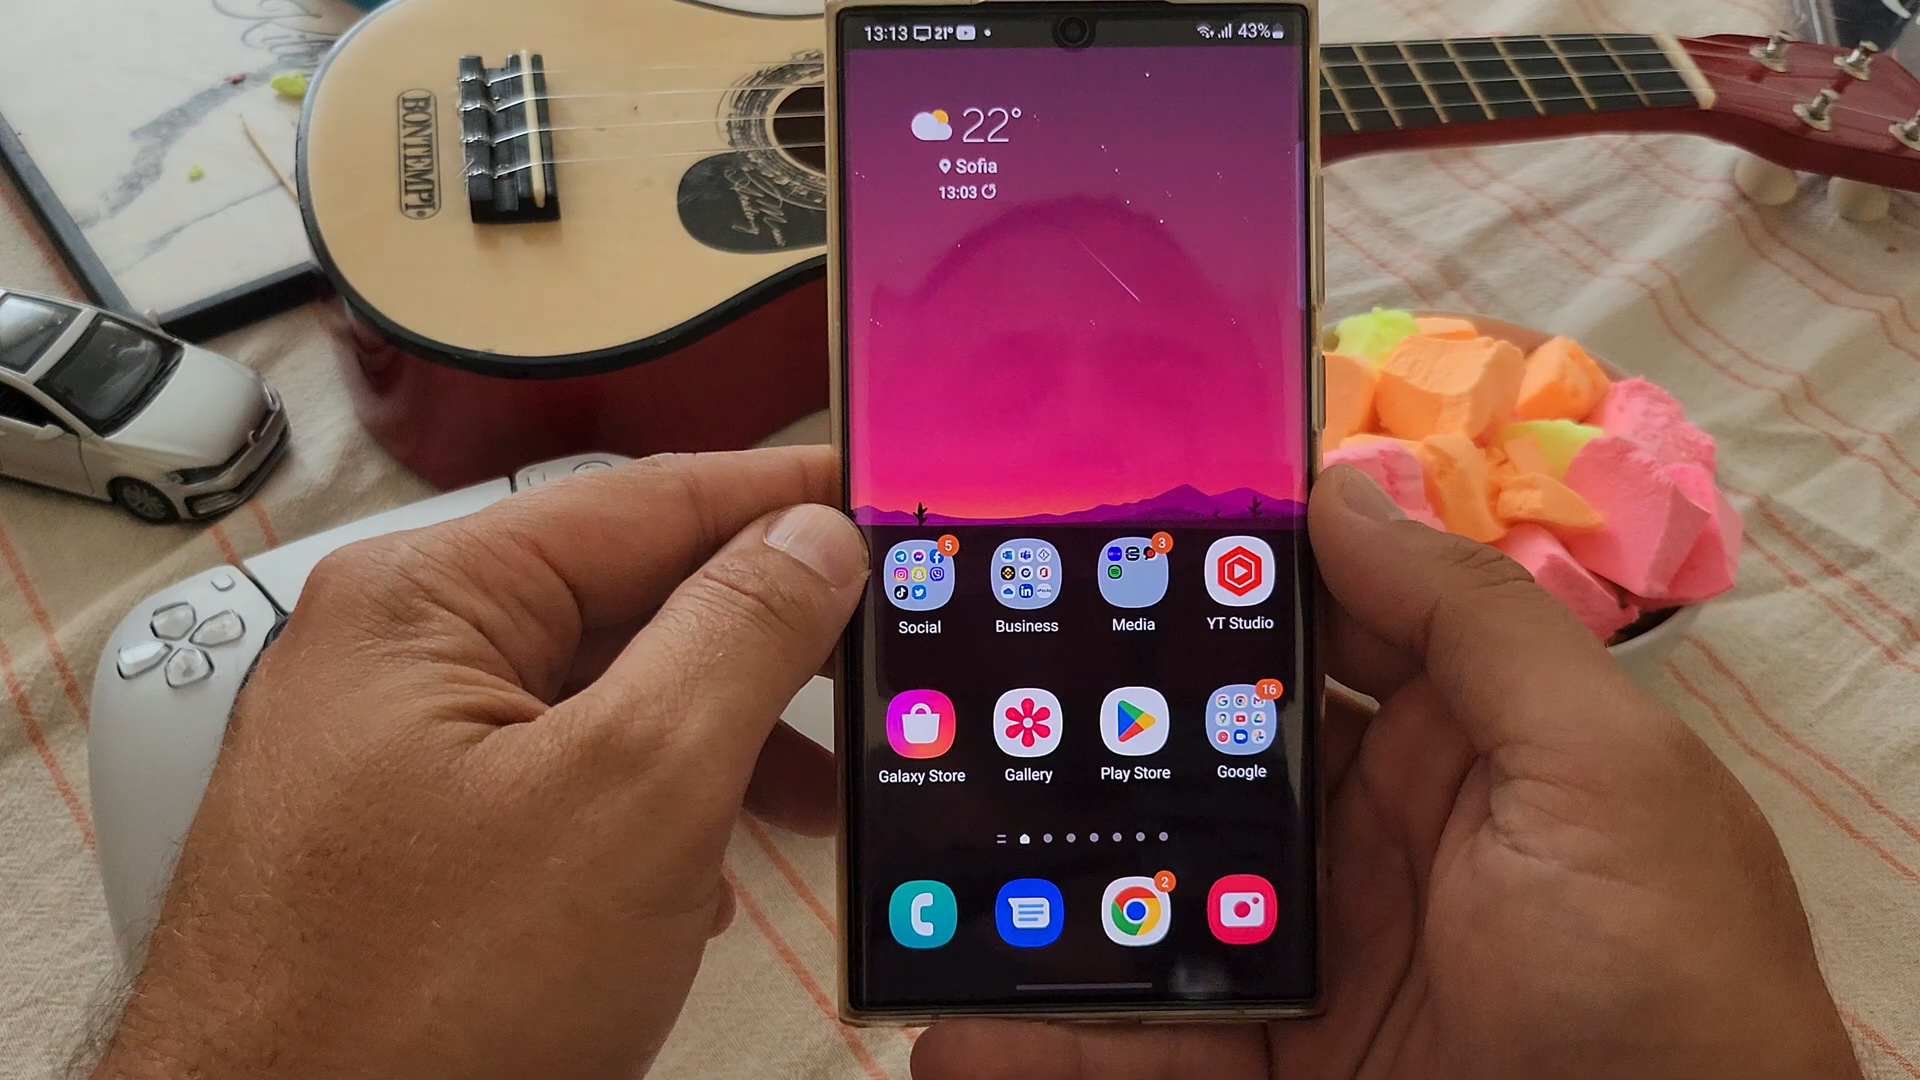 13:13 21° 43%
22°
Sofia
13:03
5
3
Social
Business
Media
YT Studio
16
Galaxy Store
Gallery
Play Store
Google
2
BONTEMPI